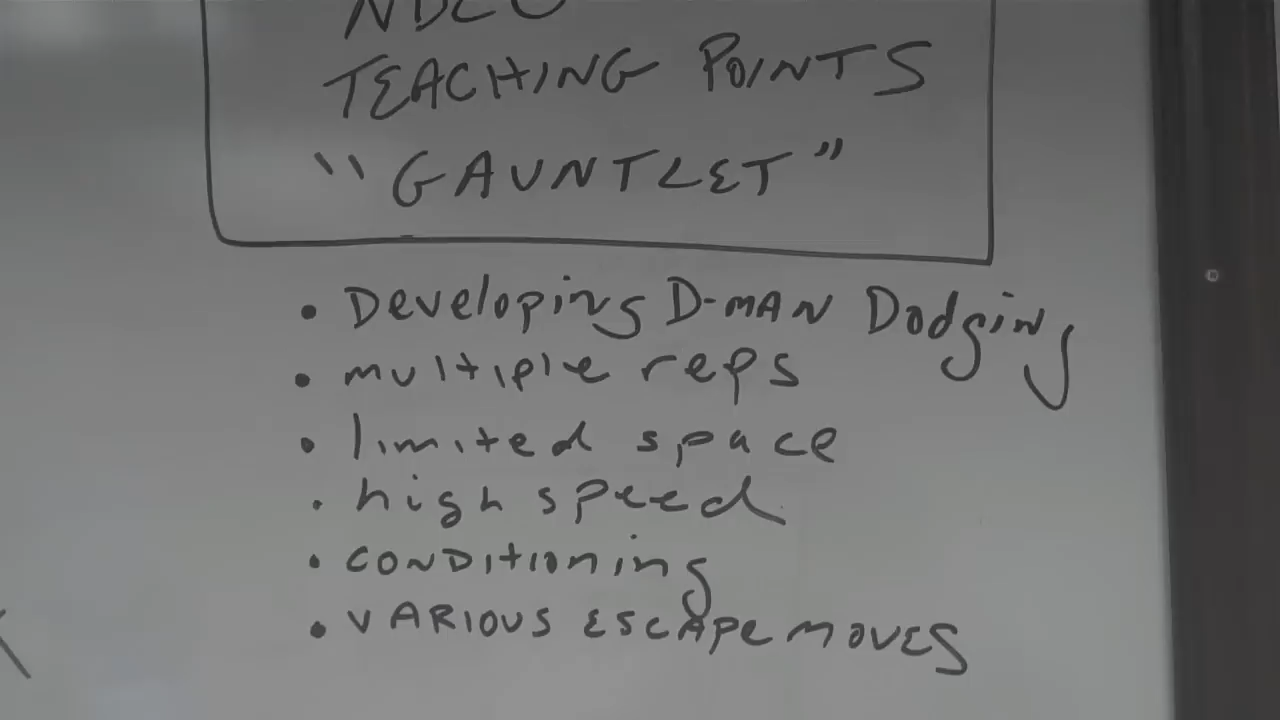 TEACHING POINTS
"GAUNTLET"
• Developing D-MAN Dodging
• multiple reps
• limited space
• high speed
• CONDitioning
• VARIOUS ESCAPE MOVES